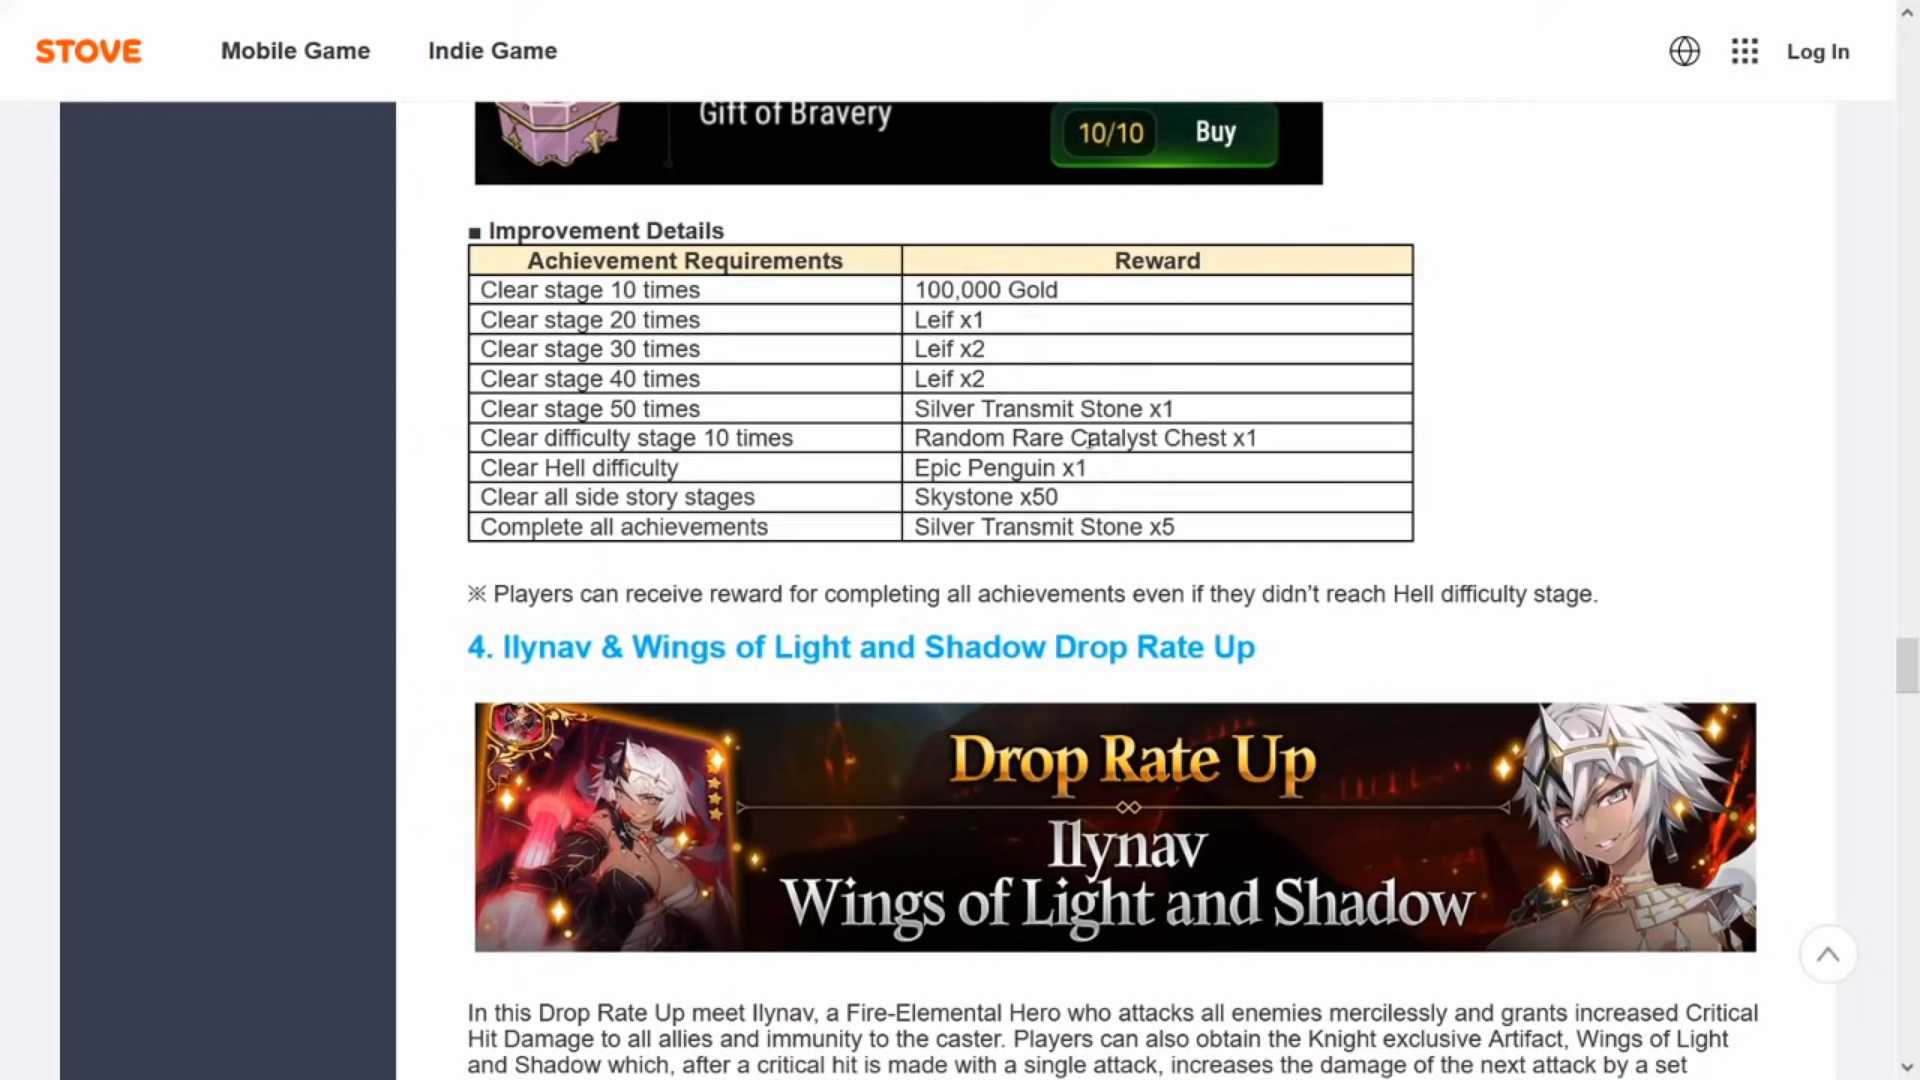 STOVE Mobile Game Indie Game Log In
Gift of Bravery
10/10 Buy
■ Improvement Details
Achievement Requirements Reward
Clear stage 10 times 100,000 Gold
Clear stage 20 times Leif x1
Clear stage 30 times Leif x2
Clear stage 40 times Leif x2
Clear stage 50 times Silver Transmit Stone x1
Clear difficulty stage 10 times Random Rare Catalyst Chest x1
Clear Hell difficulty Epic Penguin x1
Clear all side story stages Skystone x50
Complete all achievements Silver Transmit Stone x5
※ Players can receive reward for completing all achievements even if they didn’t reach Hell difficulty stage.
4. Ilynav & Wings of Light and Shadow Drop Rate Up
Drop Rate Up
Ilynav
Wings of Light and Shadow
In this Drop Rate Up meet Ilynav, a Fire-Elemental Hero who attacks all enemies mercilessly and grants increased Critical
Hit Damage to all allies and immunity to the caster. Players can also obtain the Knight exclusive Artifact, Wings of Light
and Shadow which, after a critical hit is made with a single attack, increases the damage of the next attack by a set